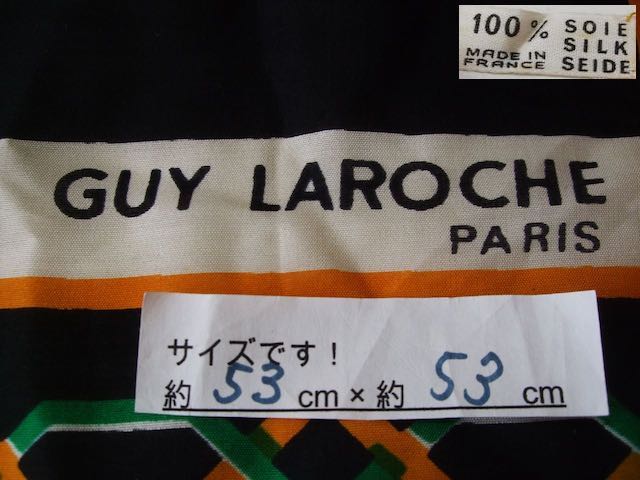 100% SOIE
SILK
MADE IN
FRANCE SEIDE
GUY LAROCHE
PARIS
サイズです！
約 53 cm × 約 53 cm